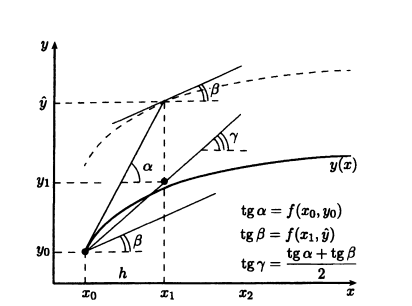 y
ŷ
β
γ
α
y₁
y(x)
tg α = f(x₀, y₀)
y₀
β
tg β = f(x₁, ŷ)
h
tg γ = (tg α + tg β)/2
x₀ x₁ x₂ x